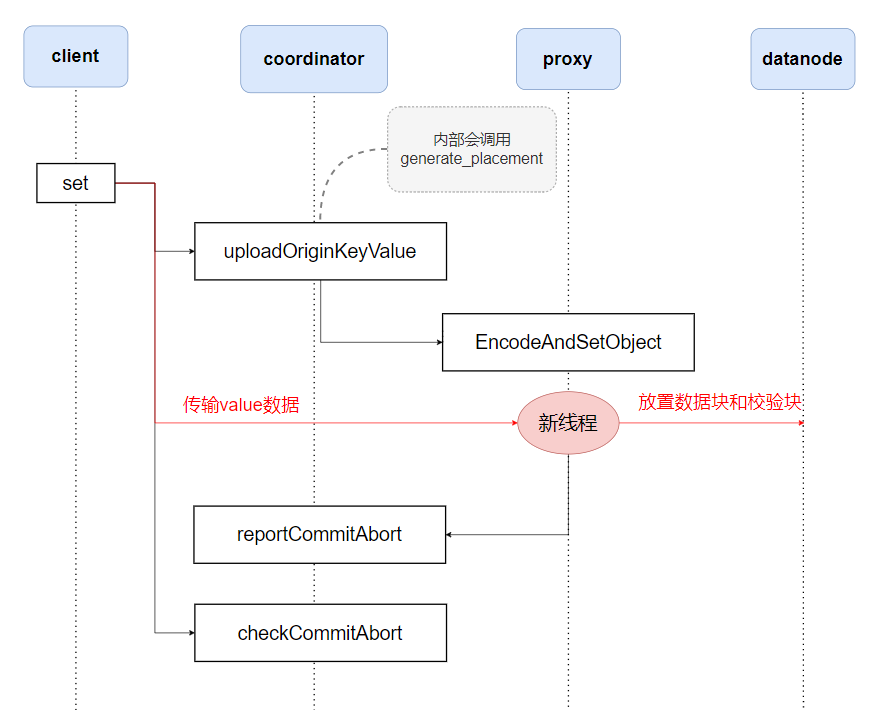 client
coordinator
proxy
datanode
内部会调用
generate_placement
set
uploadOriginKeyValue
EncodeAndSetObject
传输value数据
新线程
放置数据块和校验块
reportCommitAbort
checkCommitAbort